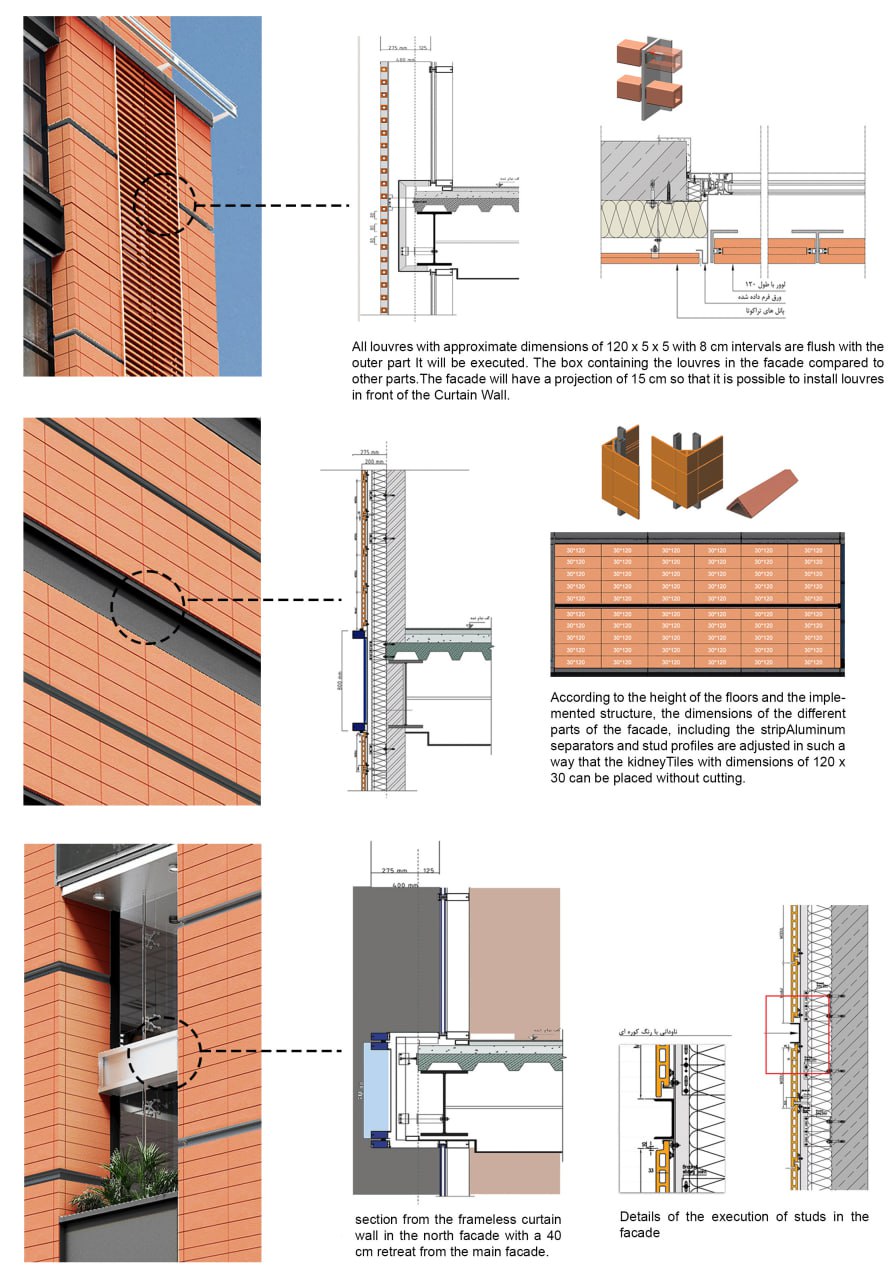 275 mm
125
400 mm
کف تمام شده
لوور با طول ۱۲۰
ورق فرم داده شده
پانل های تراکوتا
All louvres with approximate dimensions of 120 x 5 x 5 with 8 cm intervals are flush with the
outer part It will be executed. The box containing the louvres in the facade compared to
other parts.The facade will have a projection of 15 cm so that it is possible to install louvres
in front of the Curtain Wall.
275 mm
200 mm
کف تمام شده
800 mm
30*120 30*120 30*120 30*120 30*120 30*120
30*120 30*120 30*120 30*120 30*120 30*120
30*120 30*120 30*120 30*120 30*120 30*120
30*120 30*120 30*120 30*120 30*120 30*120
30*120 30*120 30*120 30*120 30*120 30*120
30*120 30*120 30*120 30*120 30*120 30*120
30*120 30*120 30*120 30*120 30*120 30*120
30*120 30*120 30*120 30*120 30*120 30*120
30*120 30*120 30*120 30*120 30*120 30*120
30*120 30*120 30*120 30*120 30*120 30*120
According to the height of the floors and the imple-
mented structure, the dimensions of the different
parts of the facade, including the stripAluminum
separators and stud profiles are adjusted in such a
way that the kidneyTiles with dimensions of 120 x
30 can be placed without cutting.
275 mm
125
400 mm
کف تمام شده
section from the frameless curtain
wall in the north facade with a 40
cm retreat from the main facade.
ناودانی با رنگ کوره ای
33
Details of the execution of studs in the
facade